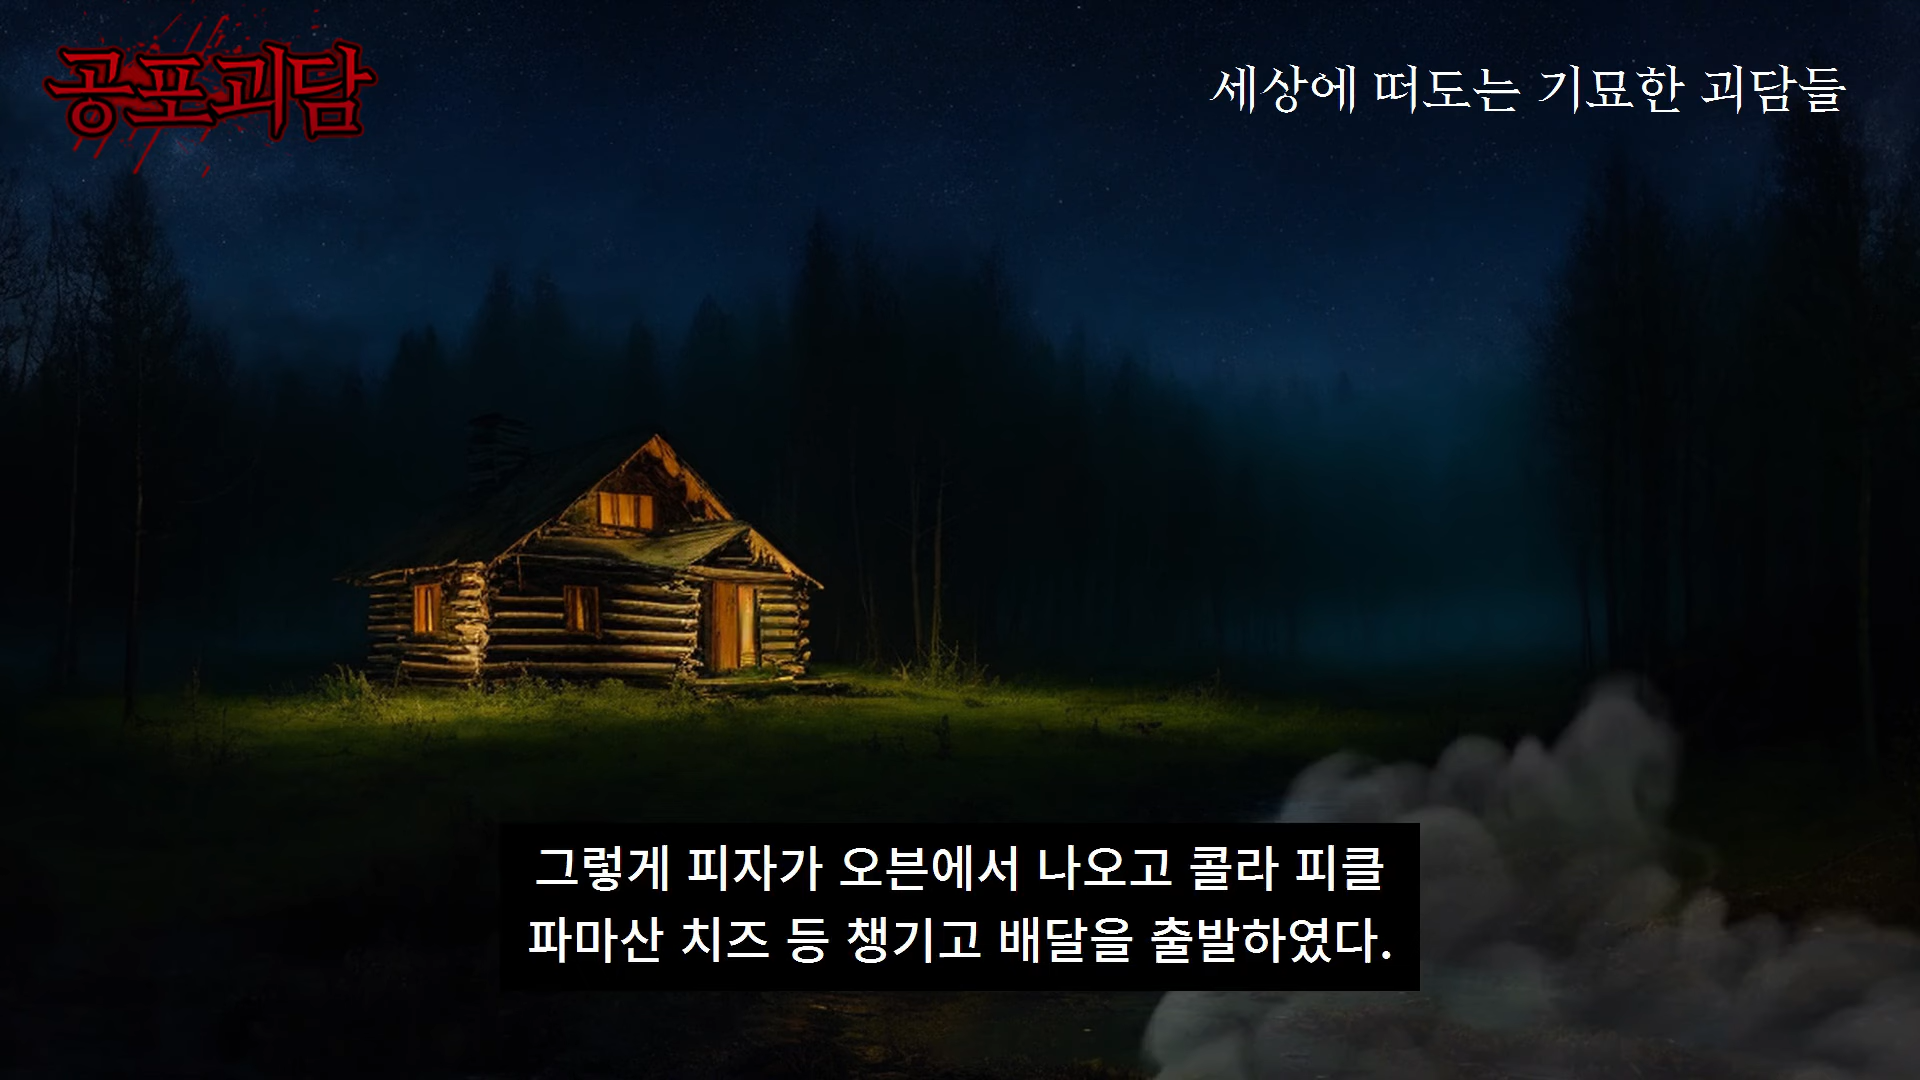 공포괴담
세상에 떠도는 기묘한 괴담들
그렇게 피자가 오븐에서 나오고 콜라 피클
파마산 치즈 등 챙기고 배달을 출발하였다.